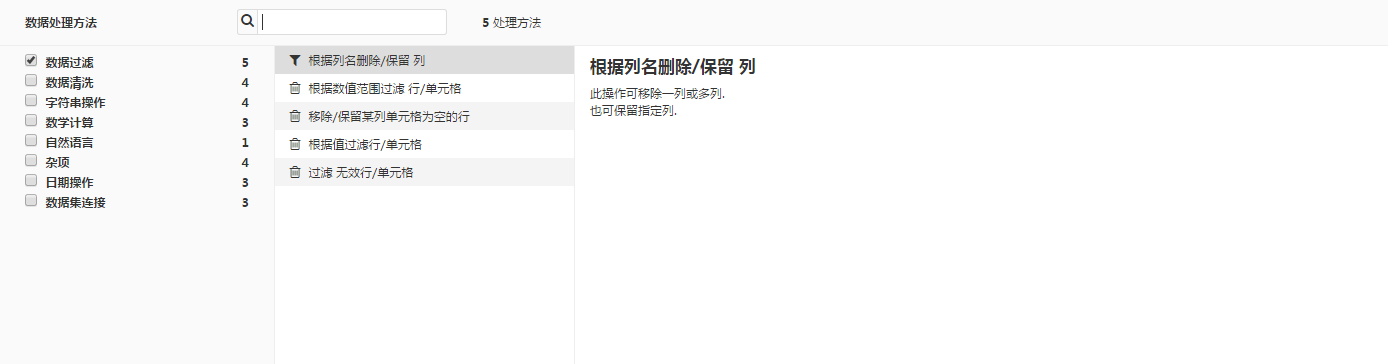 数据处理方法
5 处理方法
数据过滤 5
数据清洗 4
字符串操作 4
数学计算 3
自然语言 1
杂项 4
日期操作 3
数据集连接 3
根据列名删除/保留 列
根据数值范围过滤 行/单元格
移除/保留某列单元格为空的行
根据值过滤行/单元格
过滤 无效行/单元格
根据列名删除/保留 列
此操作可移除一列或多列.
也可保留指定列.